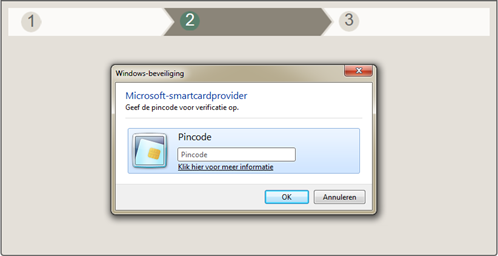 1 2 3
Windows-beveiliging
Microsoft-smartcardprovider
Geef de pincode voor verificatie op.
Pincode
Pincode
Klik hier voor meer informatie
OK Annuleren